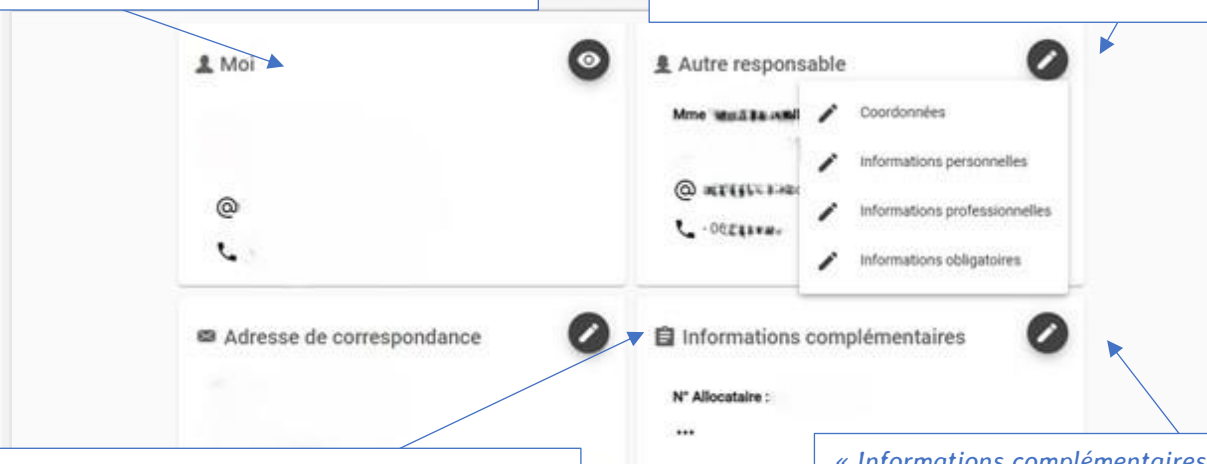 Moi
Autre responsable
Mme
Coordonnées
Informations personnelles
@
@
Informations professionnelles
Informations obligatoires
Adresse de correspondance
Informations complémentaires
N° Allocataire :
...
« Informations complémentaires